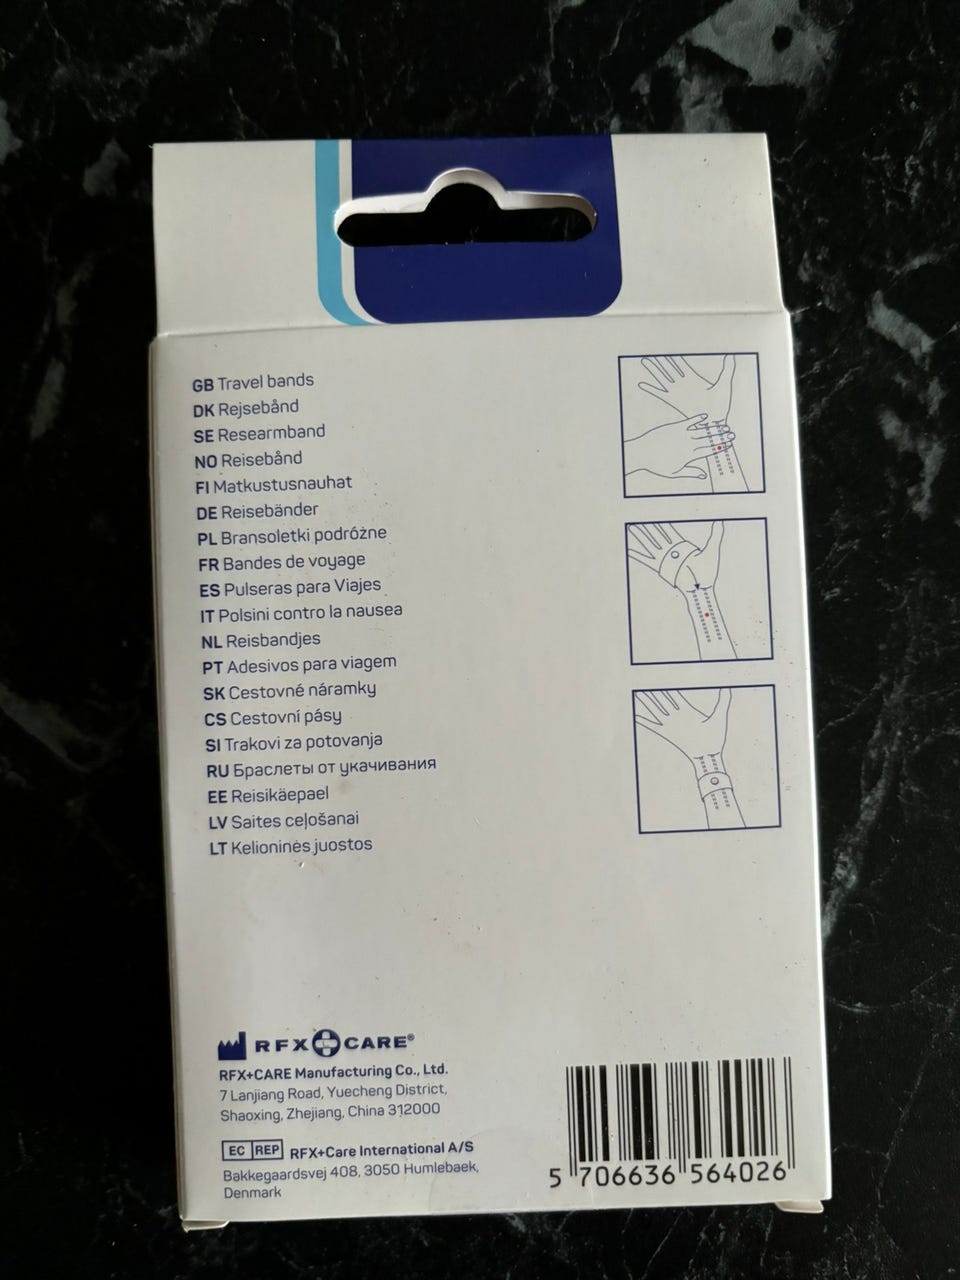 GB Travel bands
DK Rejsebånd
SE Researmband
NO Reisebånd
FI Matkustusnauhat
DE Reisebänder
PL Bransoletki podróżne
FR Bandes de voyage
ES Pulseras para Viajes
IT Polsini contro la nausea
NL Reisbandjes
PT Adesivos para viagem
SK Cestovné náramky
CS Cestovní pásy
SI Trakovi za potovanja
RU Браслеты от укачивания
EE Reisikäepael
LV Saites ceļošanai
LT Kelioninės juostos
RFX CARE®
RFX+CARE Manufacturing Co., Ltd.
7 Lanjiang Road, Yuecheng District,
Shaoxing, Zhejiang, China 312000
EC REP RFX+Care International A/S
Bakkegaardsvej 408, 3050 Humlebaek,
Denmark
5 706636 564026